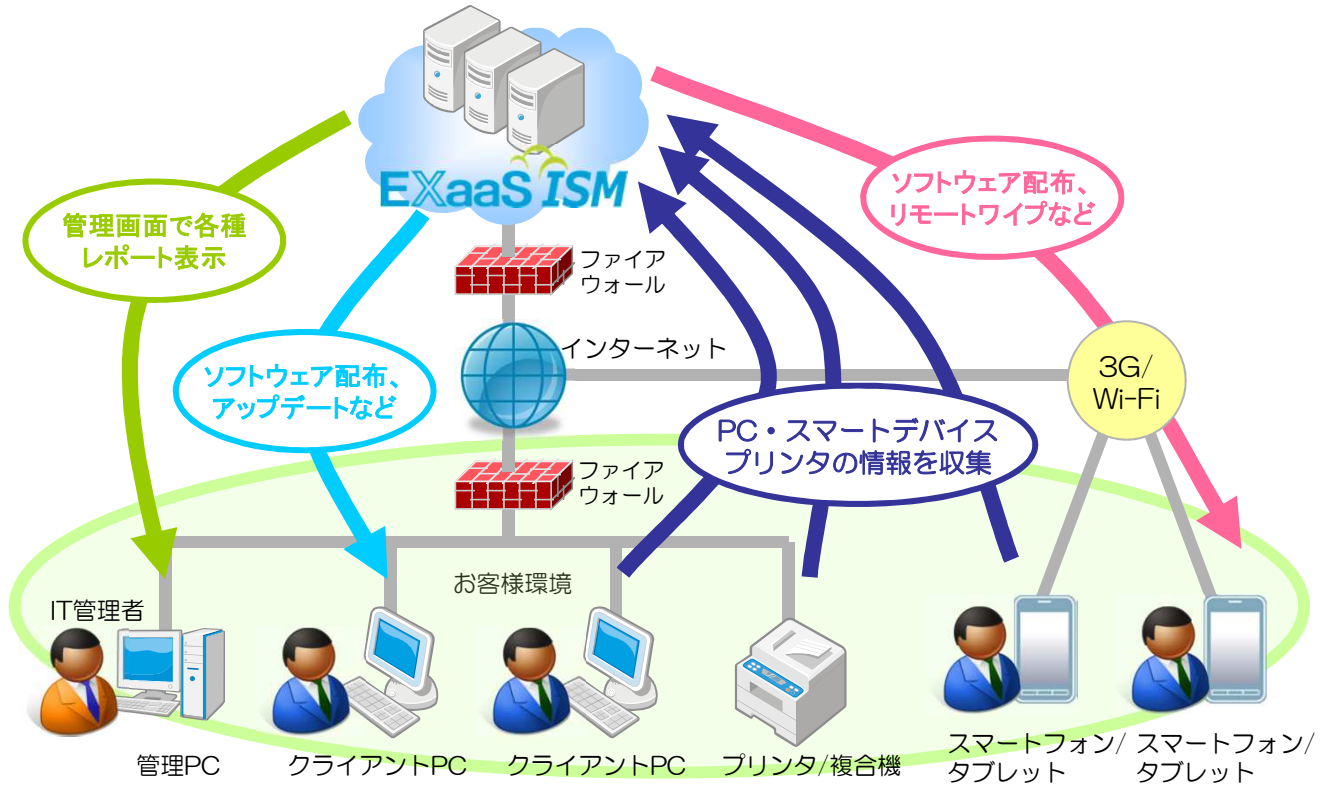 EXaaS ISM
管理画面で各種
レポート表示
ソフトウェア配布、
リモートワイプなど
ファイア
ウォール
インターネット
ソフトウェア配布、
アップデートなど
3G/
Wi-Fi
PC・スマートデバイス
プリンタの情報を収集
ファイア
ウォール
お客様環境
IT管理者
管理PC
クライアントPC
クライアントPC
プリンタ/複合機
スマートフォン/
タブレット
スマートフォン/
タブレット